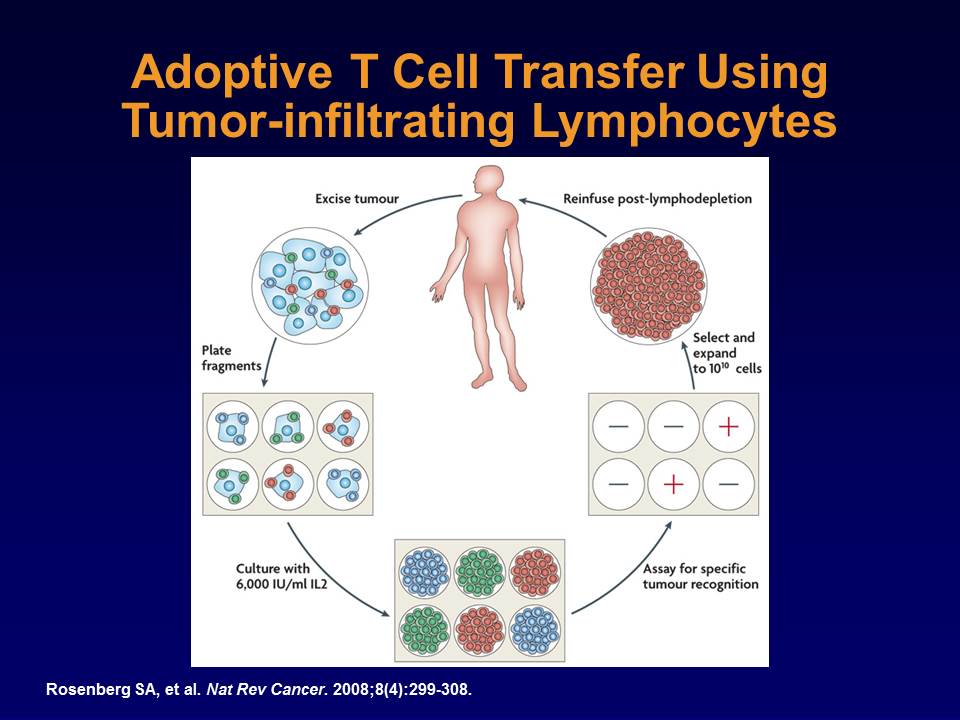 Adoptive T Cell Transfer Using
Tumor-infiltrating Lymphocytes
Excise tumour
Reinfuse post-lymphodepletion
Plate
fragments
Select and
expand
to 10¹⁰ cells
− − +
− + −
Culture with
6,000 IU/ml IL2
Assay for specific
tumour recognition
Rosenberg SA, et al. Nat Rev Cancer. 2008;8(4):299-308.